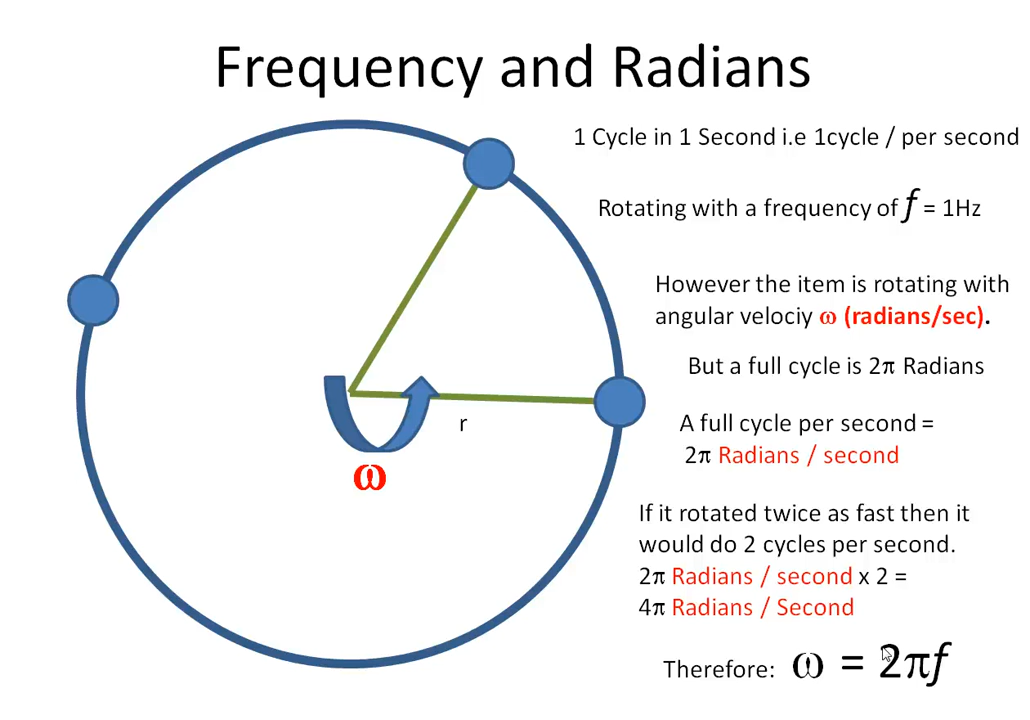 Frequency and Radians
1 Cycle in 1 Second i.e 1cycle / per second
Rotating with a frequency of f = 1Hz
However the item is rotating with
angular velociy ω (radians/sec).
But a full cycle is 2π Radians
A full cycle per second =
2π Radians / second
r
ω
If it rotated twice as fast then it
would do 2 cycles per second.
2π Radians / second x 2 =
4π Radians / Second
Therefore: ω = 2πf